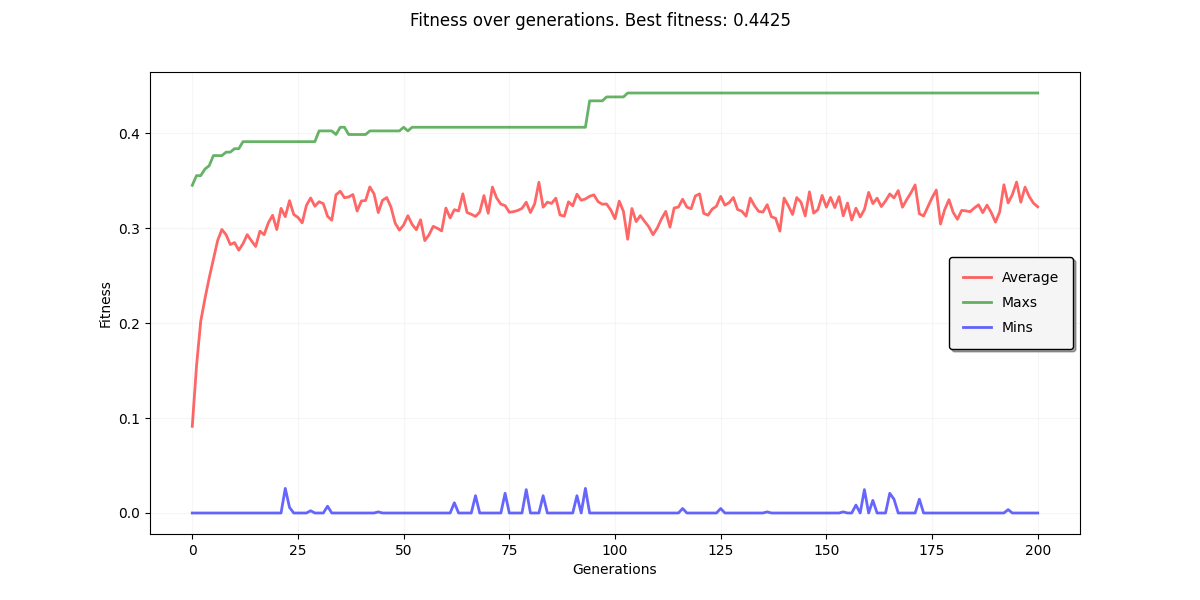 Fitness over generations. Best fitness: 0.4425
0.4
0.3
0.2
0.1
0.0
Fitness
Average
Maxs
Mins
0 25 50 75 100 125 150 175 200
Generations